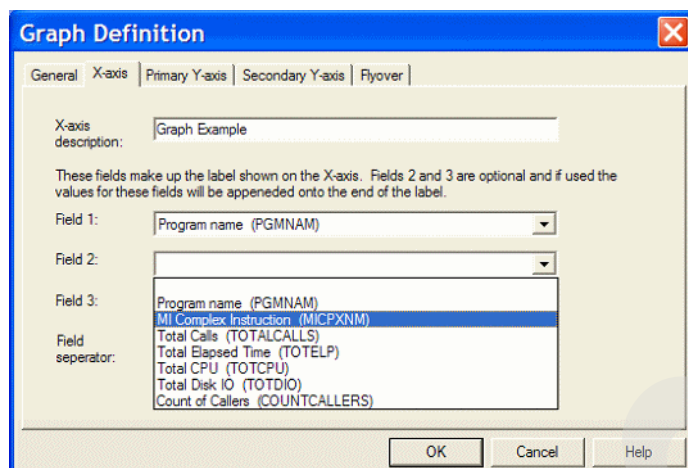 Graph Definition
General X-axis Primary Y-axis Secondary Y-axis Flyover
X-axis
description:
Graph Example
These fields make up the label shown on the X-axis. Fields 2 and 3 are optional and if used the
values for these fields will be appeneded onto the end of the label.
Field 1:
Program name (PGMNAM)
Field 2:
Field 3:
Program name (PGMNAM)
MI Complex Instruction (MICPXNM)
Total Calls (TOTALCALLS)
Total Elapsed Time (TOTELP)
Total CPU (TOTCPU)
Total Disk IO (TOTDIO)
Count of Callers (COUNTCALLERS)
Field
seperator:
OK Cancel Help